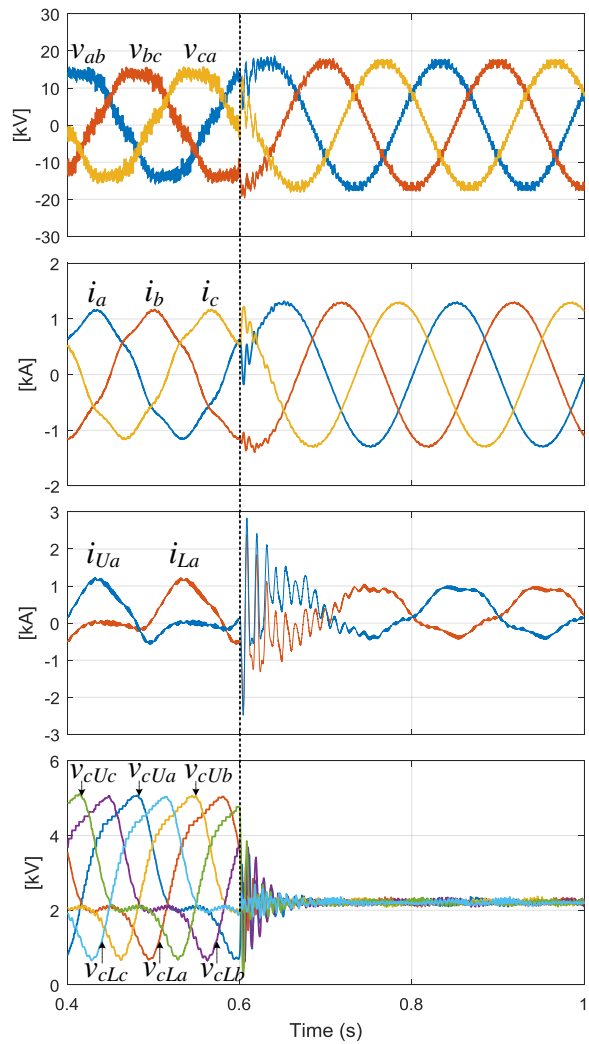 30
20
10
0
-10
-20
-30
[kV]
v_ab v_bc v_ca
2
1
0
-1
-2
[kA]
i_a i_b i_c
3
2
1
0
-1
-2
-3
[kA]
i_Ua i_La
6
4
2
0
[kV]
v_cUc v_cUa v_cUb
v_cLc v_cLa v_cLb
0.4 0.6 0.8 1
Time (s)